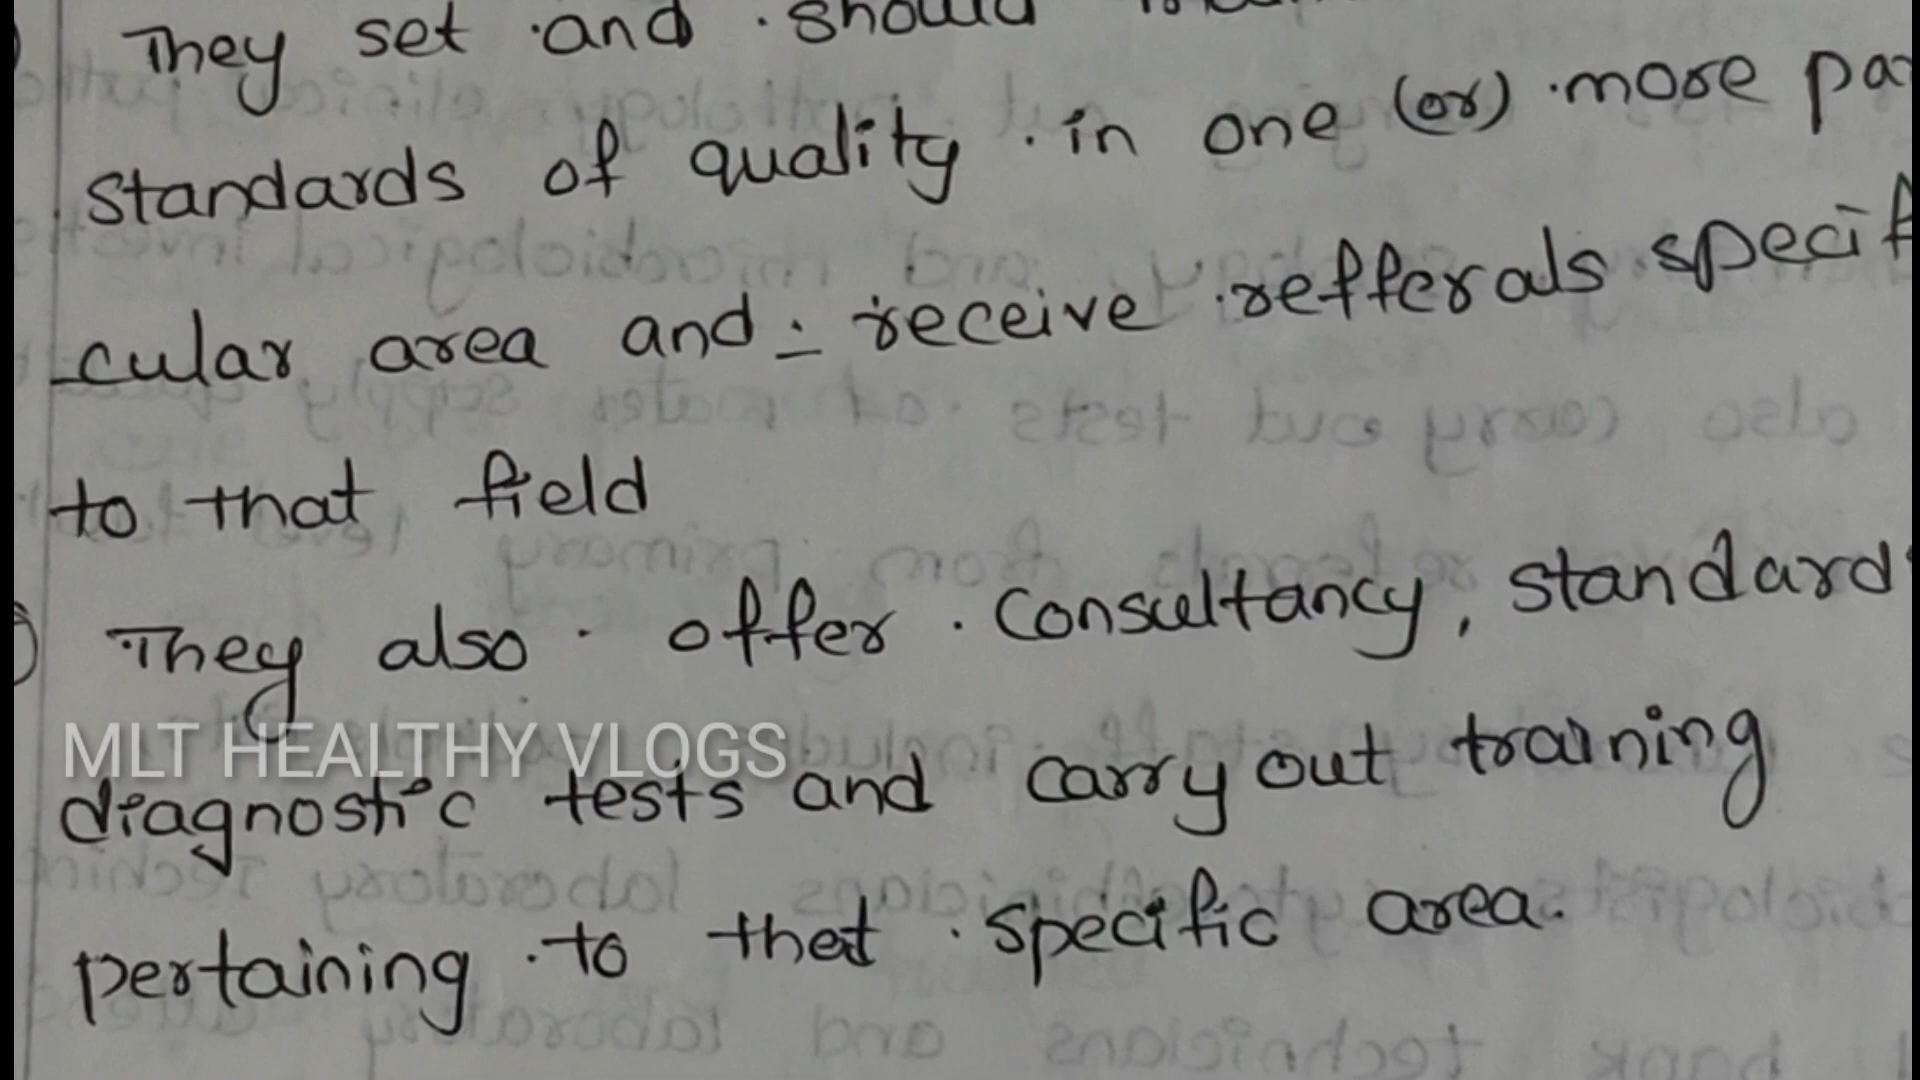 They set and should
standards of quality in one (or) more pa
cular area and receive refferals specif
to that field
They also offer consultancy, standard
MLT HEALTHY VLOGS
diagnostic tests and carry out training
pertaining to that specific area.